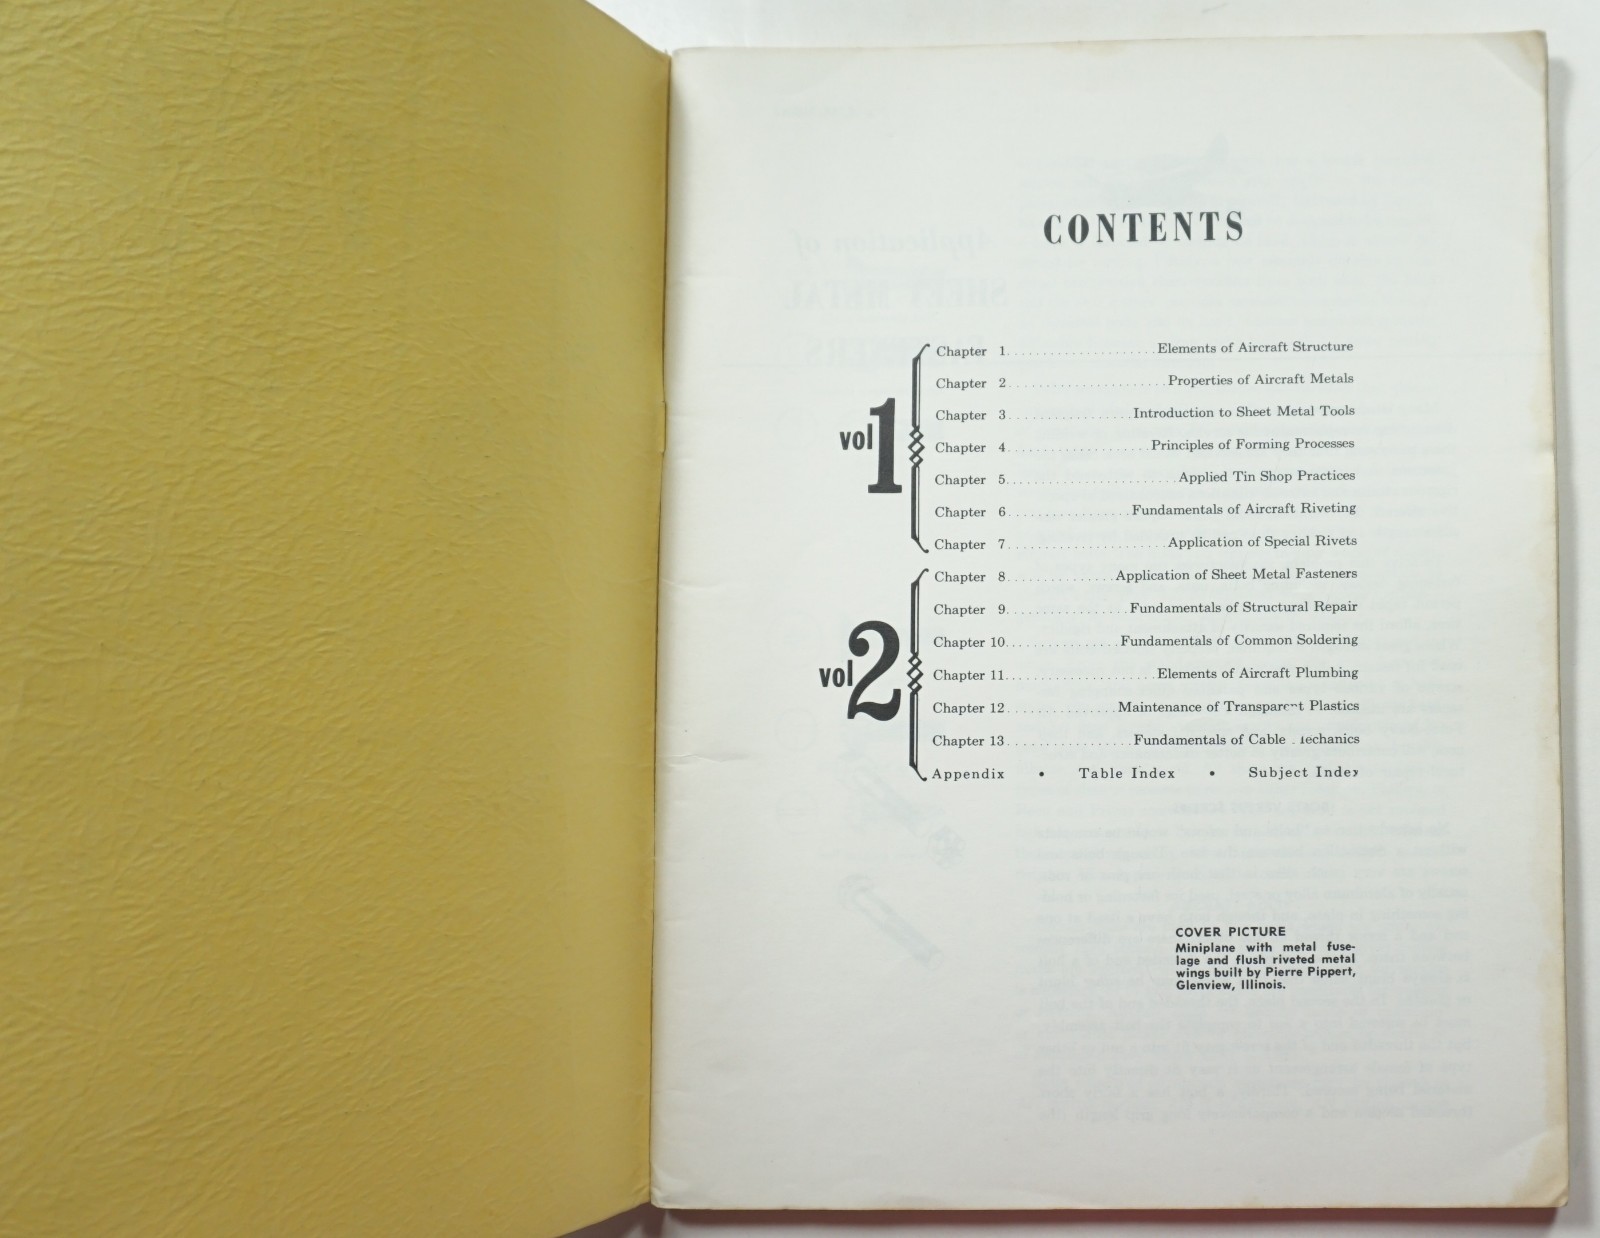 CONTENTS
vol 1
Chapter 1. . . . . . . . . . . . . . . . . . . . . Elements of Aircraft Structure
Chapter 2. . . . . . . . . . . . . . . . . . . . . . Properties of Aircraft Metals
Chapter 3. . . . . . . . . . . . . . . . . Introduction to Sheet Metal Tools
Chapter 4. . . . . . . . . . . . . . . . . . . . Principles of Forming Processes
Chapter 5. . . . . . . . . . . . . . . . . . . . . . . . Applied Tin Shop Practices
Chapter 6. . . . . . . . . . . . . . . . . Fundamentals of Aircraft Riveting
Chapter 7. . . . . . . . . . . . . . . . . . . . . . Application of Special Rivets
vol 2
Chapter 8. . . . . . . . . . . . . . . Application of Sheet Metal Fasteners
Chapter 9. . . . . . . . . . . . . . . . . Fundamentals of Structural Repair
Chapter 10. . . . . . . . . . . . . . . . Fundamentals of Common Soldering
Chapter 11. . . . . . . . . . . . . . . . . . . . . Elements of Aircraft Plumbing
Chapter 12. . . . . . . . . . . . . . . Maintenance of Transparent Plastics
Chapter 13. . . . . . . . . . . . . . . . . Fundamentals of Cable
Appendix • Table Index • Subject Index
COVER PICTURE
Miniplane with metal fuse-
lage and flush riveted metal
wings built by Pierre Pippert,
Glenview, Illinois.